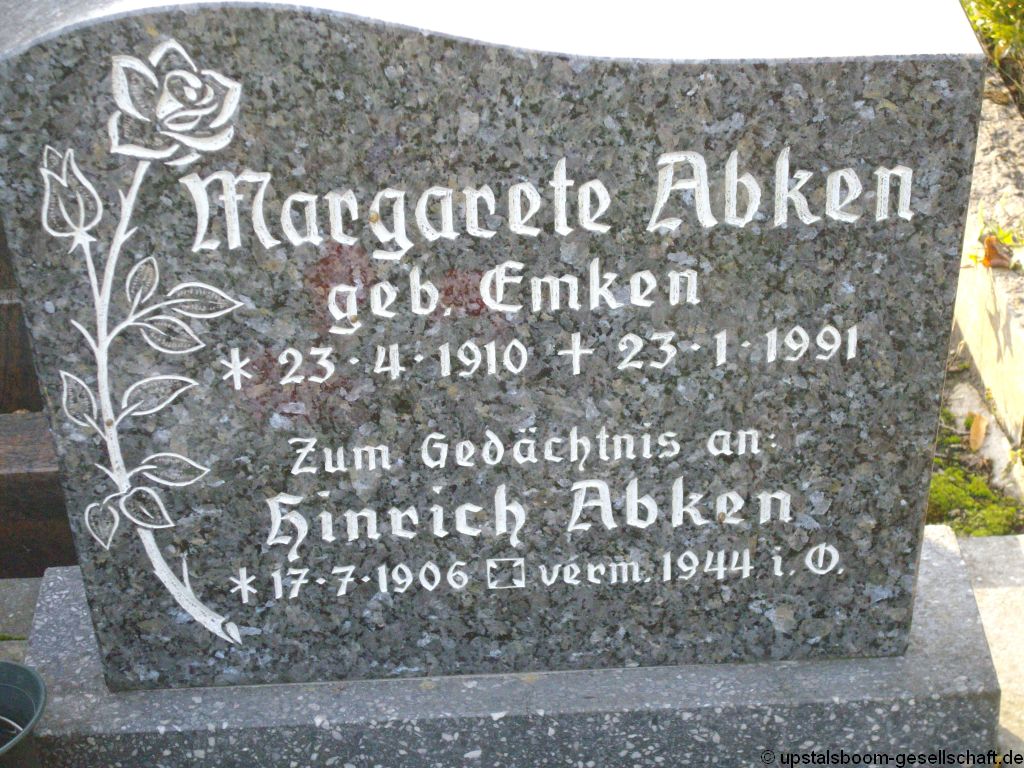 Margarete Abken
geb. Emken
* 23·4·1910 ✝ 23·1·1991
Zum Gedächtnis an:
Hinrich Abken
* 17·7·1906 verm. 1944 i. O.
© upstalsboom-gesellschaft.de